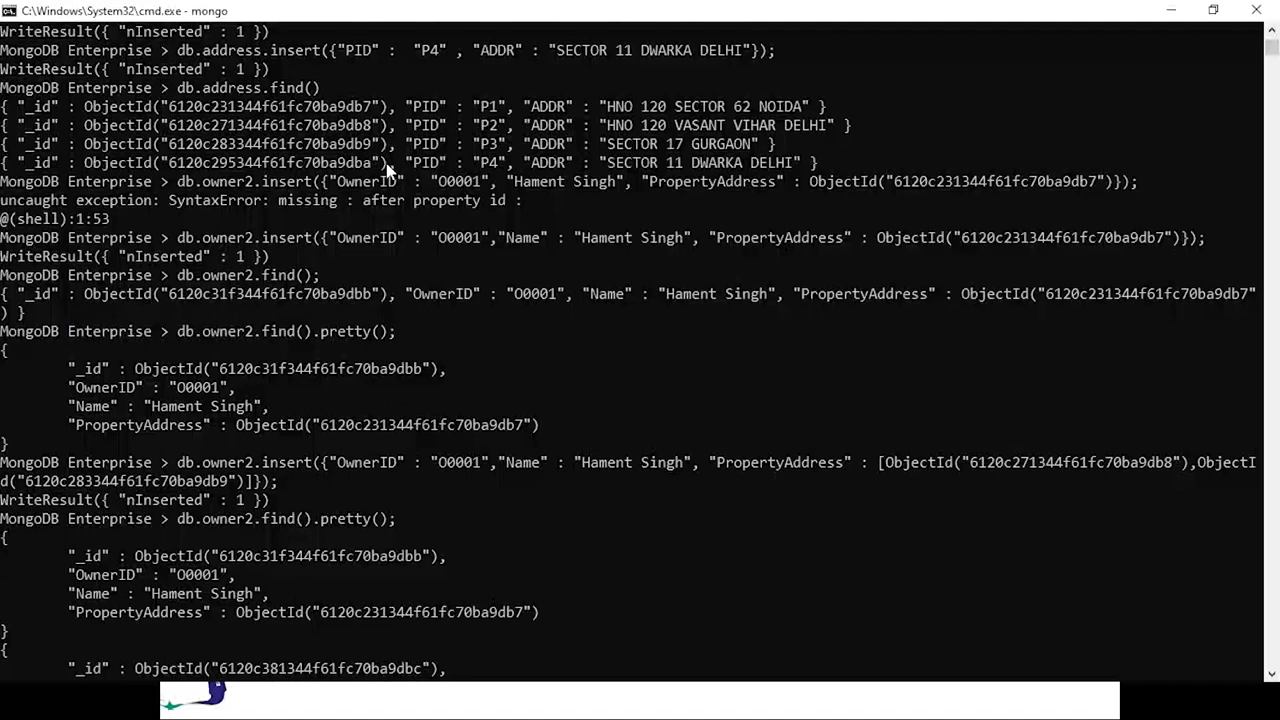 C:\Windows\System32\cmd.exe - mongo
WriteResult({ "nInserted" : 1 })
MongoDB Enterprise > db.address.insert({"PID" :  "P4" , "ADDR" : "SECTOR 11 DWARKA DELHI"});
WriteResult({ "nInserted" : 1 })
MongoDB Enterprise > db.address.find()
{ "_id" : ObjectId("6120c231344f61fc70ba9db7"), "PID" : "P1", "ADDR" : "HNO 120 SECTOR 62 NOIDA" }
{ "_id" : ObjectId("6120c271344f61fc70ba9db8"), "PID" : "P2", "ADDR" : "HNO 120 VASANT VIHAR DELHI" }
{ "_id" : ObjectId("6120c283344f61fc70ba9db9"), "PID" : "P3", "ADDR" : "SECTOR 17 GURGAON" }
{ "_id" : ObjectId("6120c295344f61fc70ba9dba"), "PID" : "P4", "ADDR" : "SECTOR 11 DWARKA DELHI" }
MongoDB Enterprise > db.owner2.insert({"OwnerID" : "O0001", "Hament Singh", "PropertyAddress" : ObjectId("6120c231344f61fc70ba9db7")});
uncaught exception: SyntaxError: missing : after property id :
@(shell):1:53
MongoDB Enterprise > db.owner2.insert({"OwnerID" : "O0001","Name" : "Hament Singh", "PropertyAddress" : ObjectId("6120c231344f61fc70ba9db7")});
WriteResult({ "nInserted" : 1 })
MongoDB Enterprise > db.owner2.find();
{ "_id" : ObjectId("6120c31f344f61fc70ba9dbb"), "OwnerID" : "O0001", "Name" : "Hament Singh", "PropertyAddress" : ObjectId("6120c231344f61fc70ba9db7"
) }
MongoDB Enterprise > db.owner2.find().pretty();
{
        "_id" : ObjectId("6120c31f344f61fc70ba9dbb"),
        "OwnerID" : "O0001",
        "Name" : "Hament Singh",
        "PropertyAddress" : ObjectId("6120c231344f61fc70ba9db7")
}
MongoDB Enterprise > db.owner2.insert({"OwnerID" : "O0001","Name" : "Hament Singh", "PropertyAddress" : [ObjectId("6120c271344f61fc70ba9db8"),ObjectI
d("6120c283344f61fc70ba9db9")]});
WriteResult({ "nInserted" : 1 })
MongoDB Enterprise > db.owner2.find().pretty();
{
        "_id" : ObjectId("6120c31f344f61fc70ba9dbb"),
        "OwnerID" : "O0001",
        "Name" : "Hament Singh",
        "PropertyAddress" : ObjectId("6120c231344f61fc70ba9db7")
}
{
        "_id" : ObjectId("6120c381344f61fc70ba9dbc"),